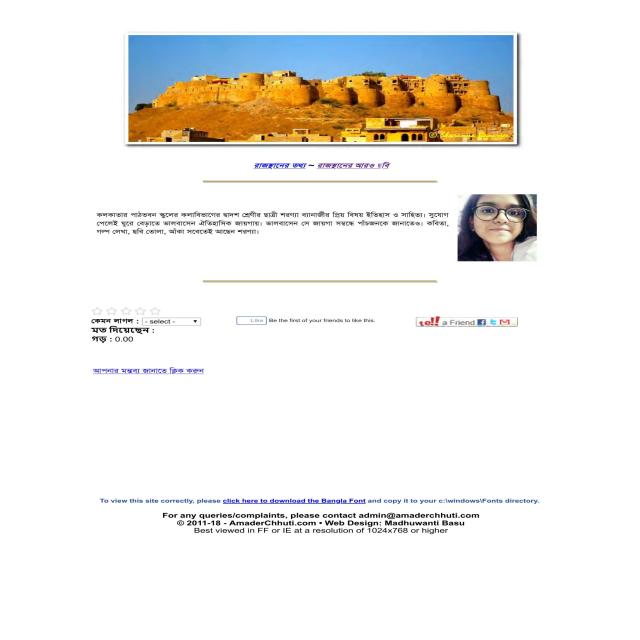 রাজস্থানের তথ্য ~ রাজস্থানের আরও ছবি
কলকাতার পাঠভবন স্কুলের কলাবিভাগের দ্বাদশ শ্রেণীর ছাত্রী শরণ্যা ব্যানার্জীর প্রিয় বিষয় ইতিহাস ও সাহিত্য। সুযোগ
পেলেই ঘুরে বেড়াতে ভালবাসেন ঐতিহাসিক জায়গায়। ভালবাসেন সে জায়গা সম্বন্ধে পাঁচজনকে জানাতেও। কবিতা,
গল্প লেখা, ছবি তোলা, আঁকা সবেতেই আছেন শরণ্যা।
কেমন লাগল : - select -
Like Be the first of your friends to like this.
te!! a Friend
মত দিয়েছেন :
গড় : 0.00
আপনার মন্তব্য জানাতে ক্লিক করুন
To view this site correctly, please click here to download the Bangla Font and copy it to your c:\windows\Fonts directory.
For any queries/complaints, please contact admin@amaderchhuti.com
© 2011-18 - AmaderChhuti.com • Web Design: Madhuwanti Basu
Best viewed in FF or IE at a resolution of 1024x768 or higher